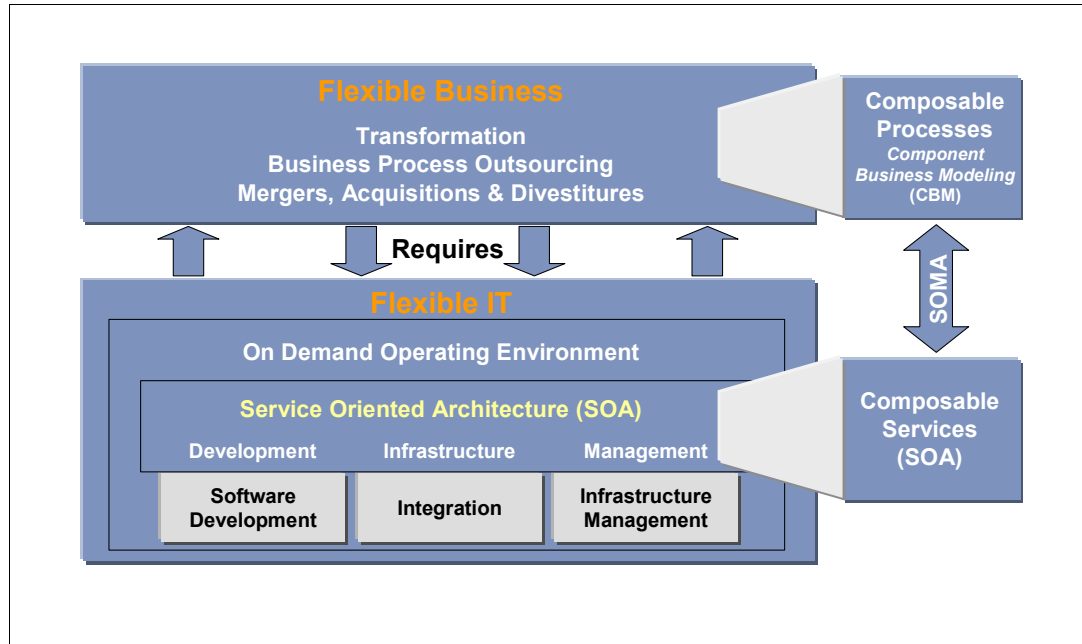 Flexible Business
Transformation
Business Process Outsourcing
Mergers, Acquisitions & Divestitures
Composable
Processes
Component
Business Modeling
(CBM)
Requires
SOMA
Flexible IT
On Demand Operating Environment
Service Oriented Architecture (SOA)
Development
Infrastructure
Management
Software
Development
Integration
Infrastructure
Management
Composable
Services
(SOA)